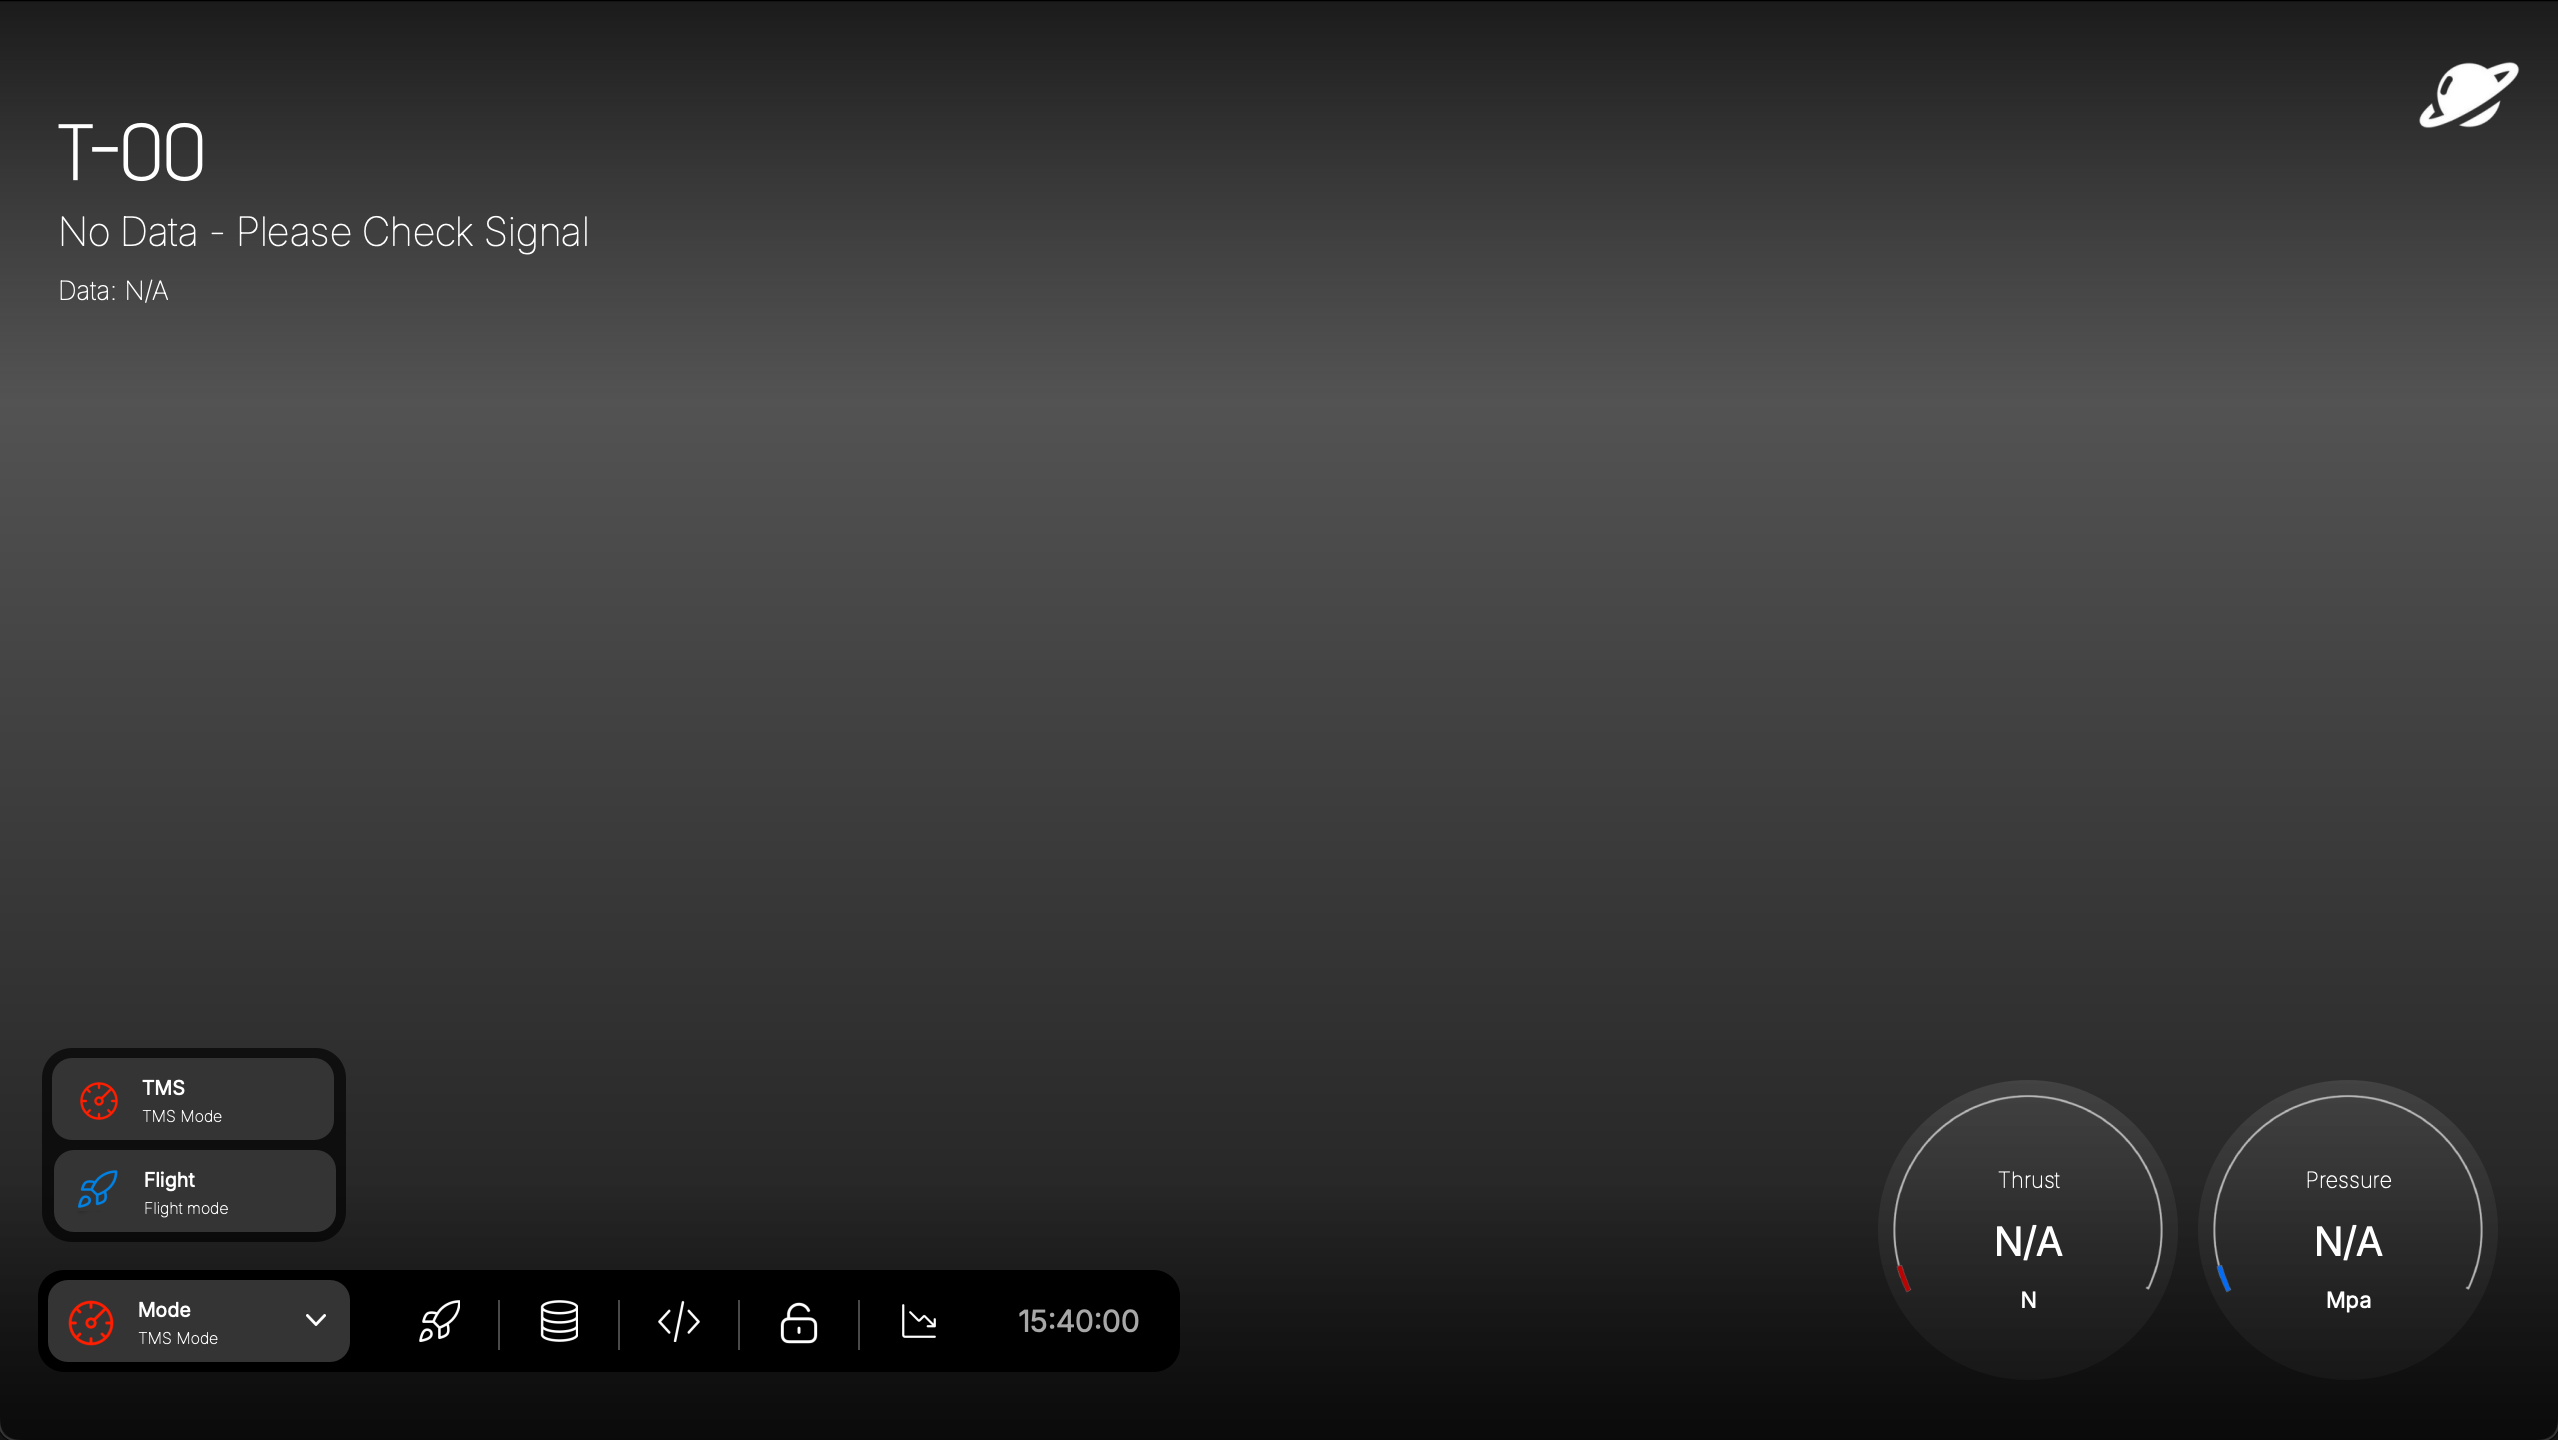 T-00
No Data - Please Check Signal
Data: N/A
TMS
TMS Mode
Flight
Flight mode
Mode
TMS Mode
15:40:00
Thrust
N/A
N
Pressure
N/A
Mpa